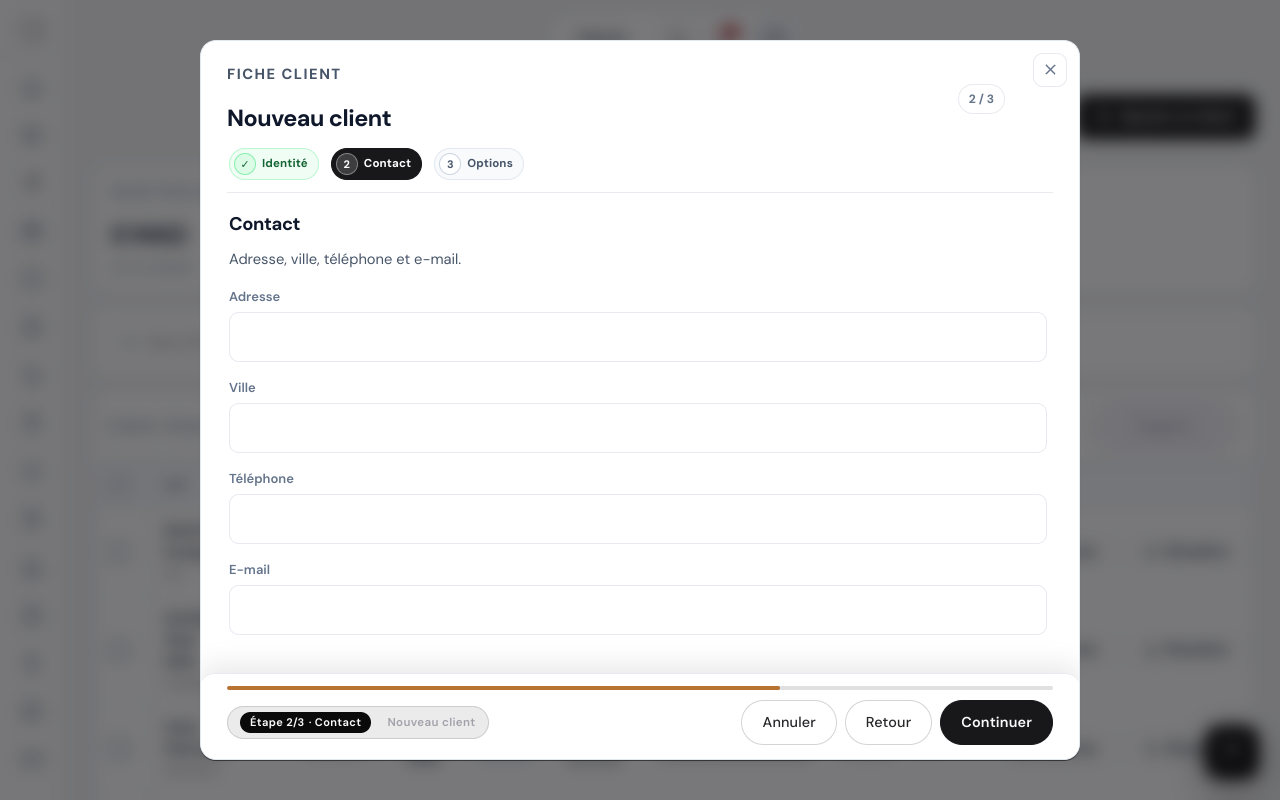 FICHE CLIENT
2 / 3
Nouveau client
✓ Identité
2 Contact
3 Options
Contact
Adresse, ville, téléphone et e-mail.
Adresse
Ville
Téléphone
E-mail
Étape 2/3 · Contact
Nouveau client
Annuler
Retour
Continuer